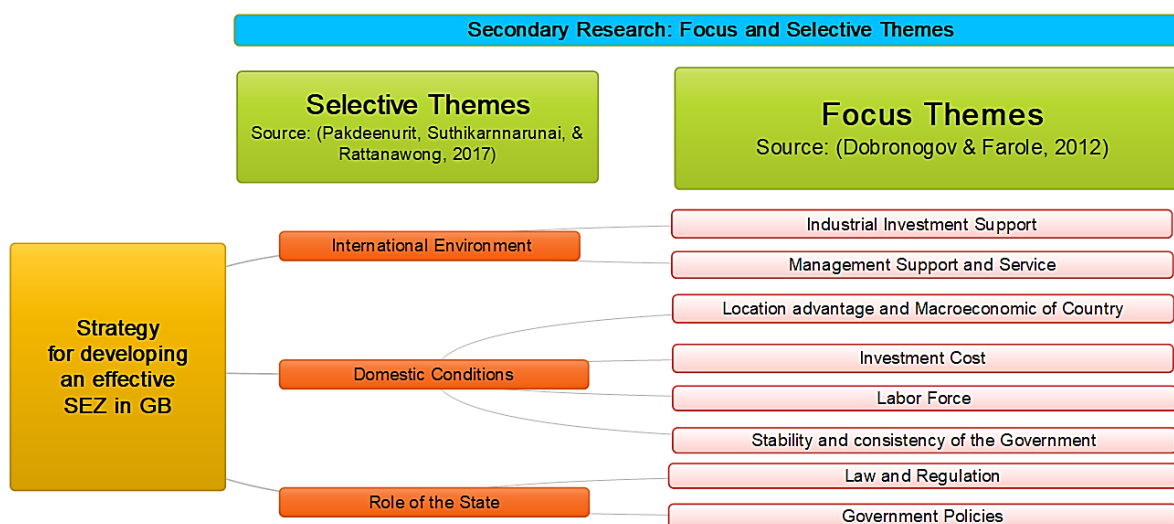 Secondary Research: Focus and Selective Themes
Selective Themes
Source: (Pakdeenurit, Suthikarnnarunai, &
Rattanawong, 2017)
Focus Themes
Source: (Dobronogov & Farole, 2012)
Strategy
for developing
an effective
SEZ in GB
International Environment
Industrial Investment Support
Management Support and Service
Domestic Conditions
Location advantage and Macroeconomic of Country
Investment Cost
Labor Force
Stability and consistency of the Government
Role of the State
Law and Regulation
Government Policies